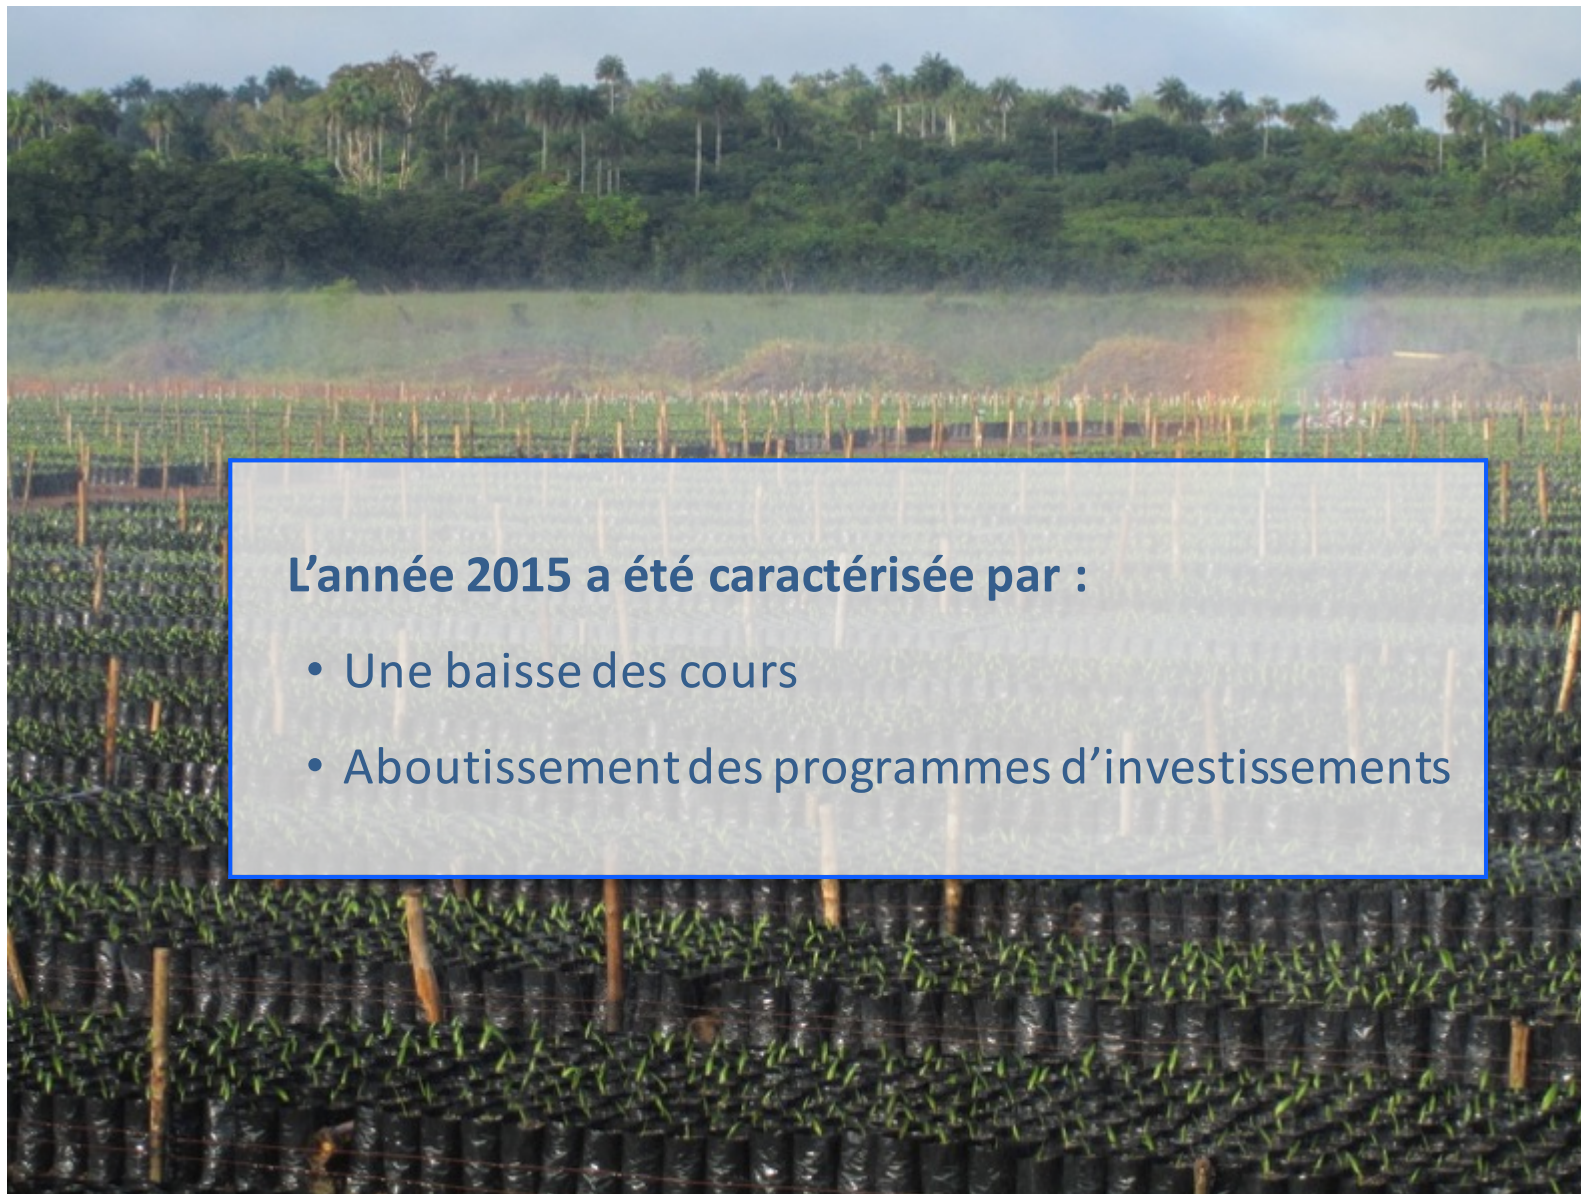 L’année 2015 a été caractérisée par :
• Une baisse des cours
• Aboutissement des programmes d’investissements